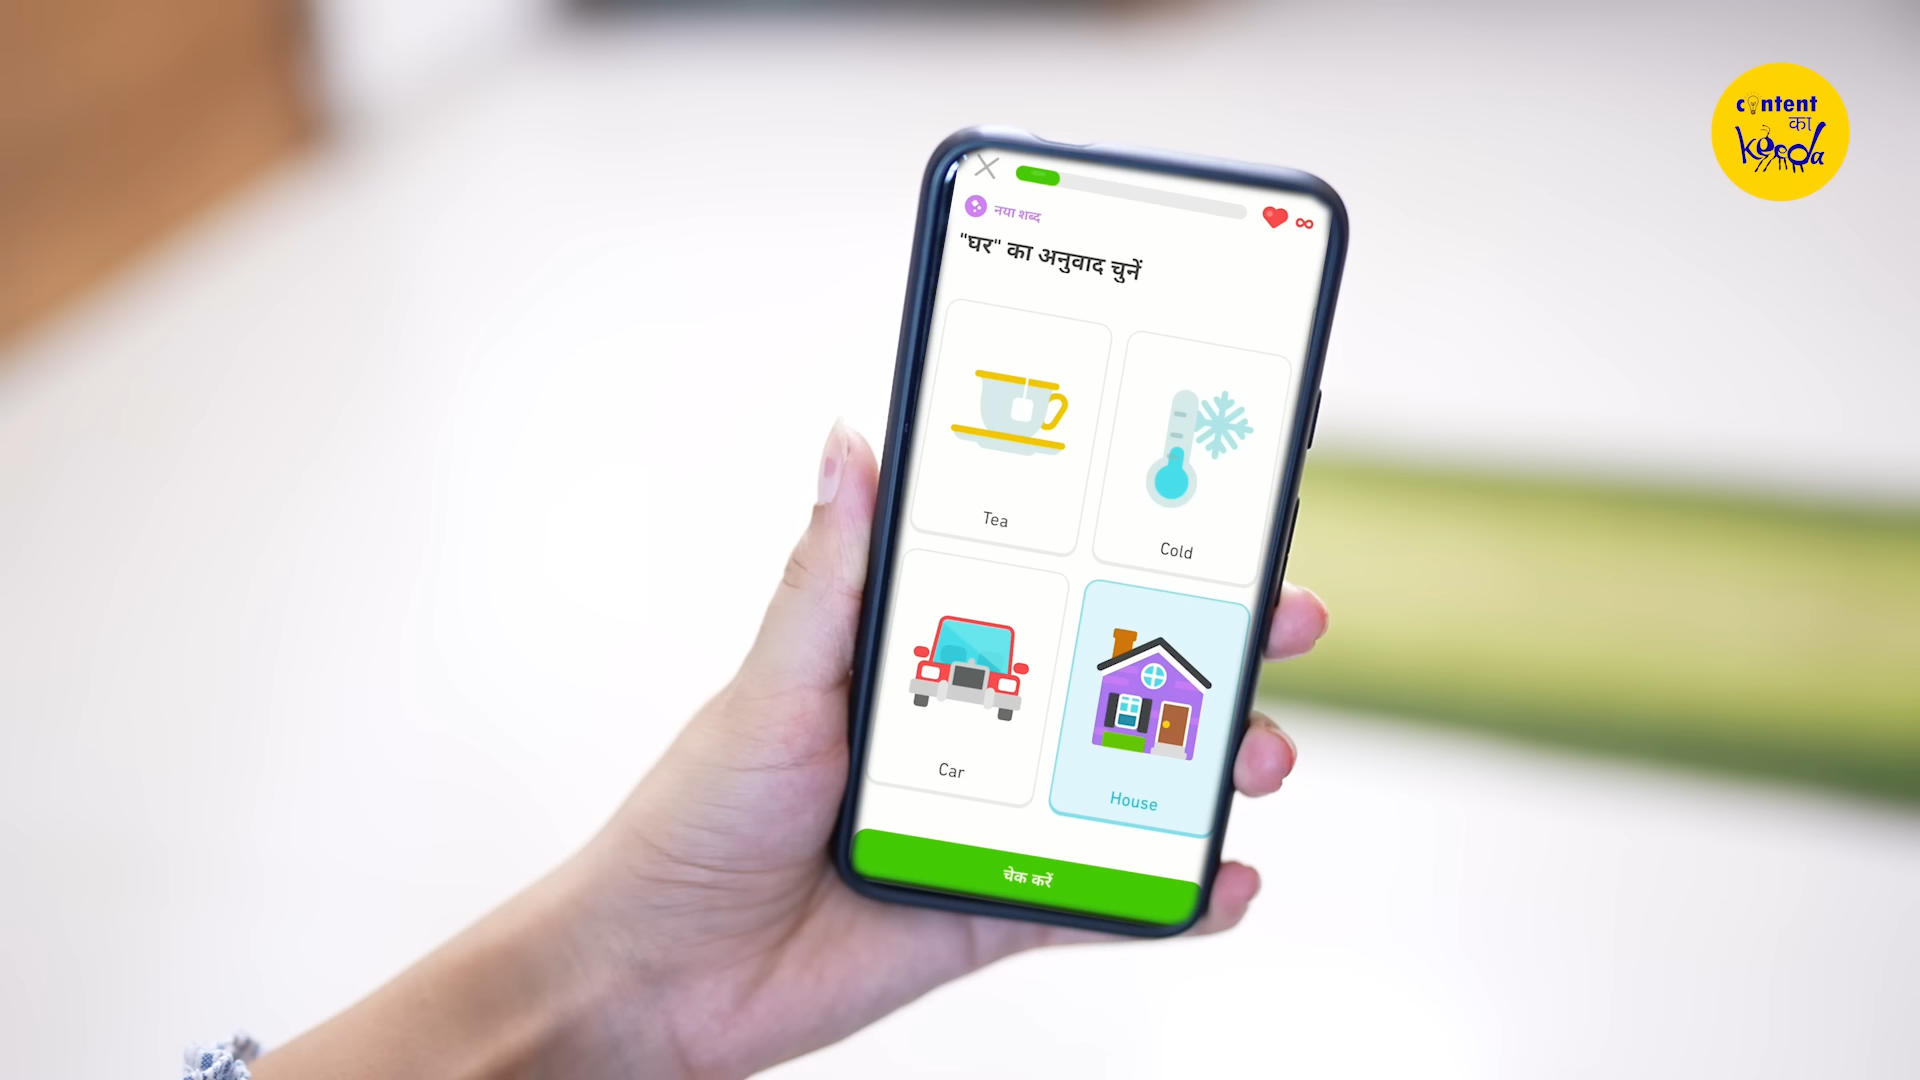 content
का
keeda
नया शब्द
"घर" का अनुवाद चुनें
Tea
Cold
Car
House
चेक करें